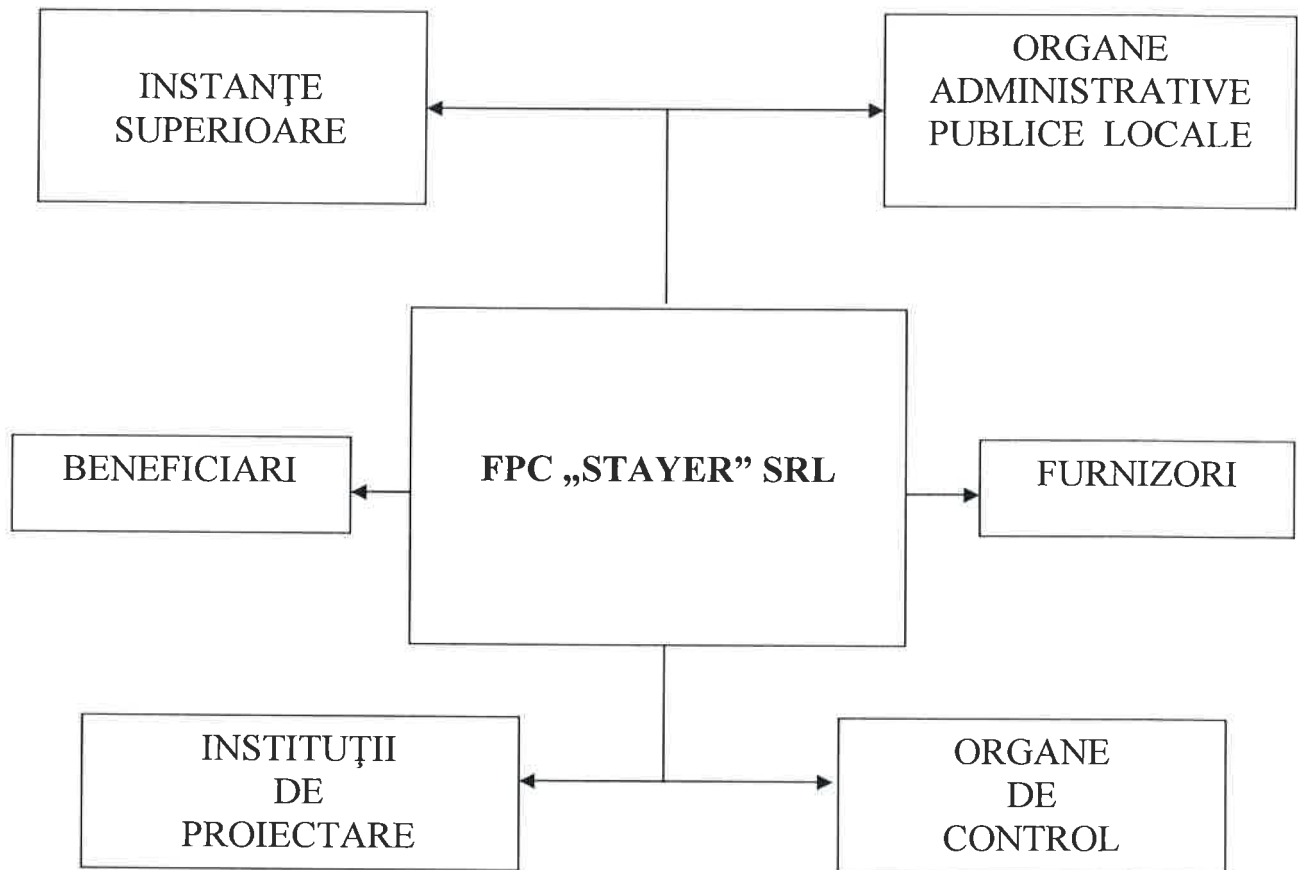 INSTANŢE
SUPERIOARE
ORGANE
ADMINISTRATIVE
PUBLICE LOCALE
BENEFICIARI
FPC „STAYER” SRL
FURNIZORI
INSTITUŢII
DE
PROIECTARE
ORGANE
DE
CONTROL